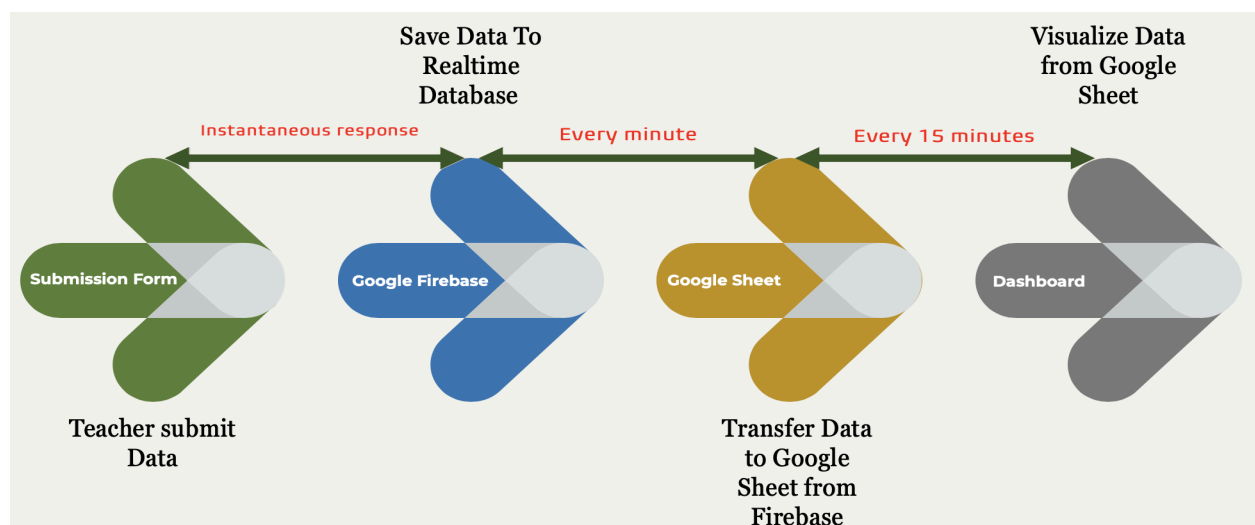 Save Data To
Realtime
Database
Visualize Data
from Google
Sheet
Instantaneous response
Every minute
Every 15 minutes
Submission Form
Google Firebase
Google Sheet
Dashboard
Teacher submit
Data
Transfer Data
to Google
Sheet from
Firebase